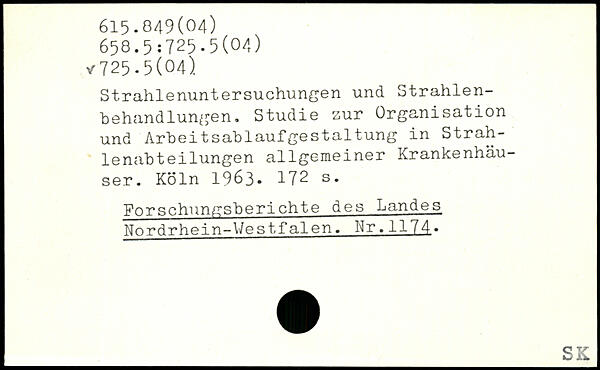 615.849(04)
658.5:725.5(04)
v725.5(04)
Strahlenuntersuchungen und Strahlen-
behandlungen. Studie zur Organisation
und Arbeitsablaufgestaltung in Strah-
lenabteilungen allgemeiner Krankenhäu-
ser. Köln 1963. 172 s.
Forschungsberichte des Landes
Nordrhein-Westfalen. Nr.1174.
SK